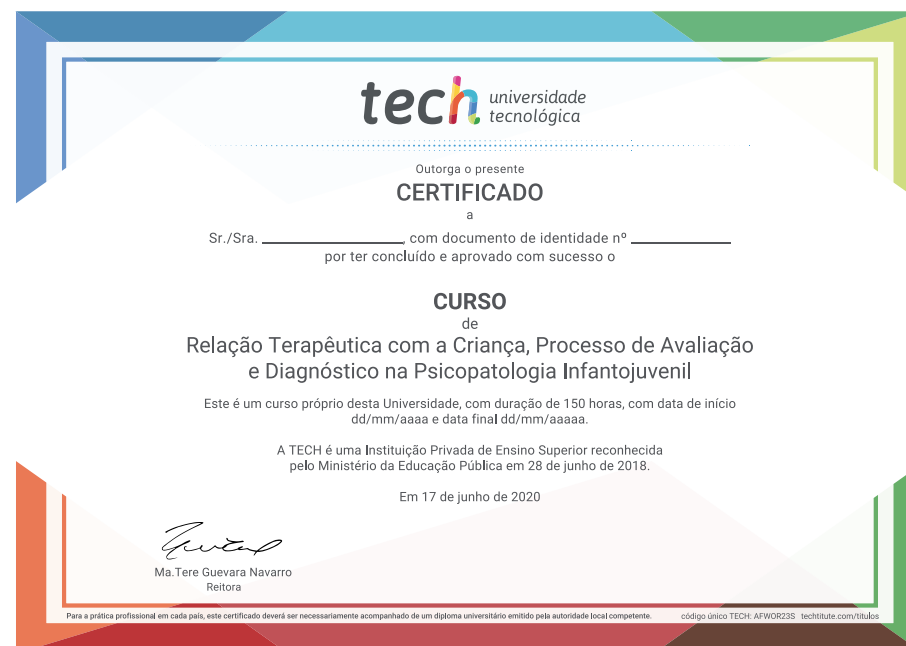 tech universidade
tecnológica
Outorga o presente
CERTIFICADO
a
Sr./Sra. ____________________, com documento de identidade nº ______________
por ter concluído e aprovado com sucesso o
CURSO
de
Relação Terapêutica com a Criança, Processo de Avaliação
e Diagnóstico na Psicopatologia Infantojuvenil
Este é um curso próprio desta Universidade, com duração de 150 horas, com data de início
dd/mm/aaaa e data final dd/mm/aaaaa.
A TECH é uma Instituição Privada de Ensino Superior reconhecida
pelo Ministério da Educação Pública em 28 de junho de 2018.
Em 17 de junho de 2020
Ma.Tere Guevara Navarro
Reitora
Para a prática profissional em cada país, este certificado deverá ser necessariamente acompanhado de um diploma universitário emitido pela autoridade local competente. código único TECH: AFWOR23S techtitute.com/titulos